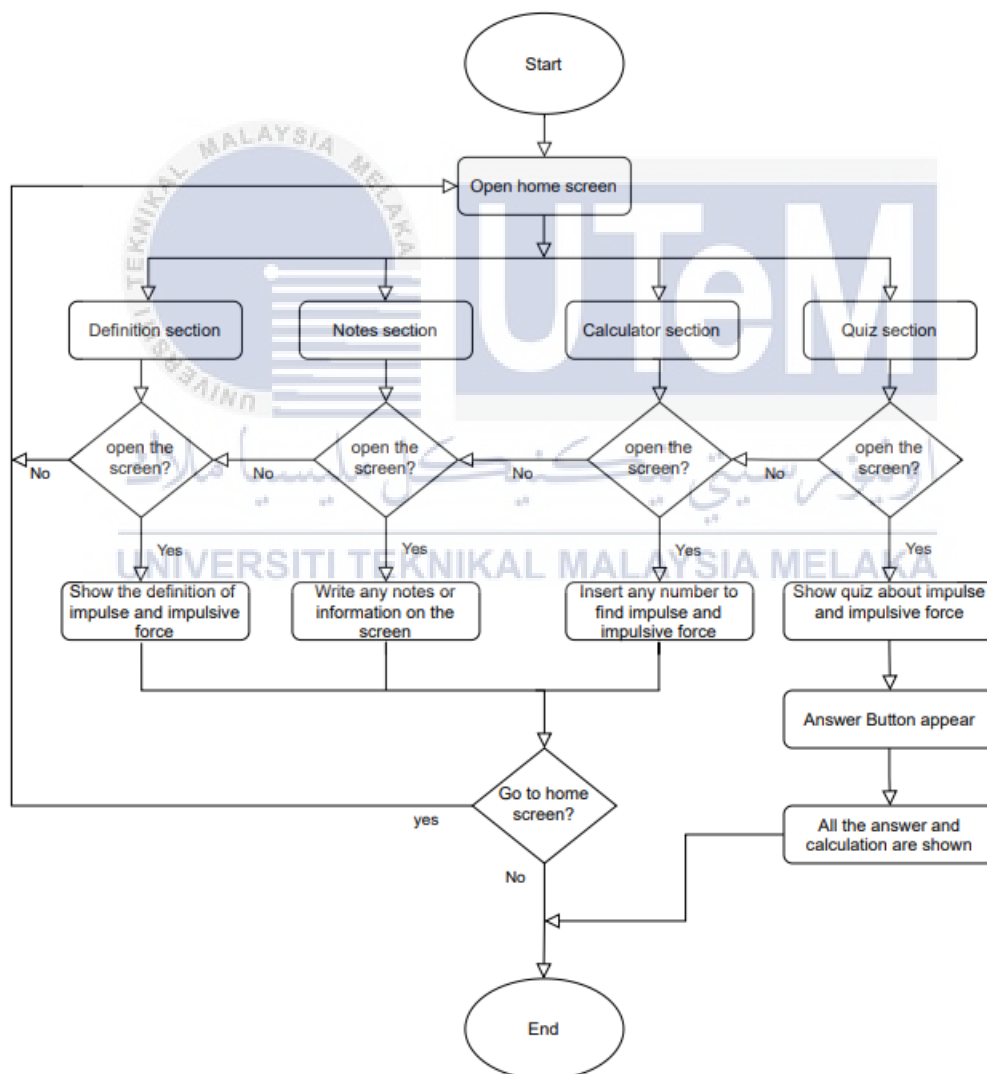 Start
UNIVERSITI TEKNIKAL MALAYSIA MELAKA
Open home screen
UTeM
Definition section
Notes section
Calculator section
Quiz section
open the
screen?
open the
screen?
open the
screen?
open the
screen?
No
No
No
No
اونيورسيتي تيكنيكل مليسيا ملاك
Yes
Yes
Yes
Yes
UNIVERSITI TEKNIKAL MALAYSIA MELAKA
Show the definition of
impulse and impulsive
force
Write any notes or
information on the
screen
Insert any number to
find impulse and
impulsive force
Show quiz about impulse
and impulsive force
Answer Button appear
Go to home
screen?
yes
All the answer and
calculation are shown
No
End